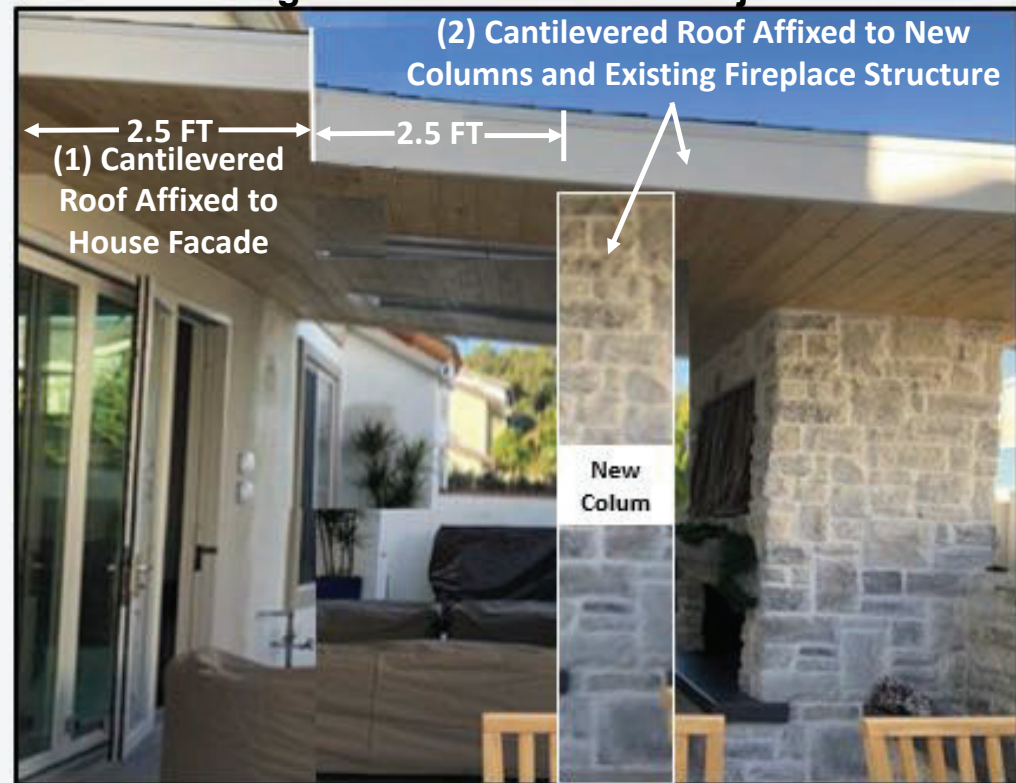 (2) Cantilevered Roof Affixed to New
Columns and Existing Fireplace Structure
2.5 FT
2.5 FT
(1) Cantilevered
Roof Affixed to
House Facade
New
Colum